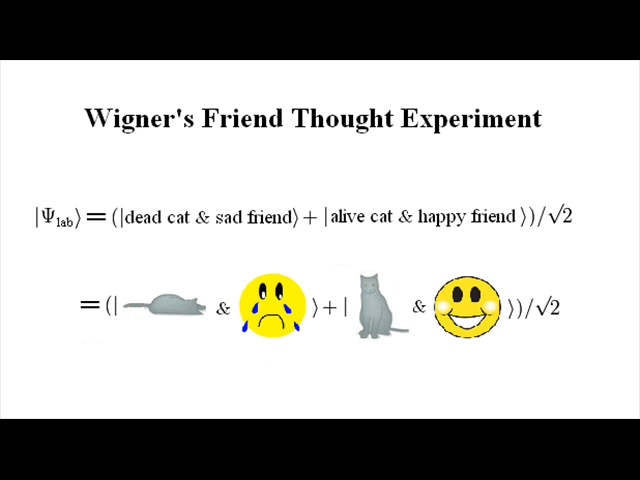 Wigner's Friend Thought Experiment
|Ψlab⟩=(|dead cat & sad friend⟩+|alive cat & happy friend⟩)/√2
=(| & ⟩+| & ⟩)/√2